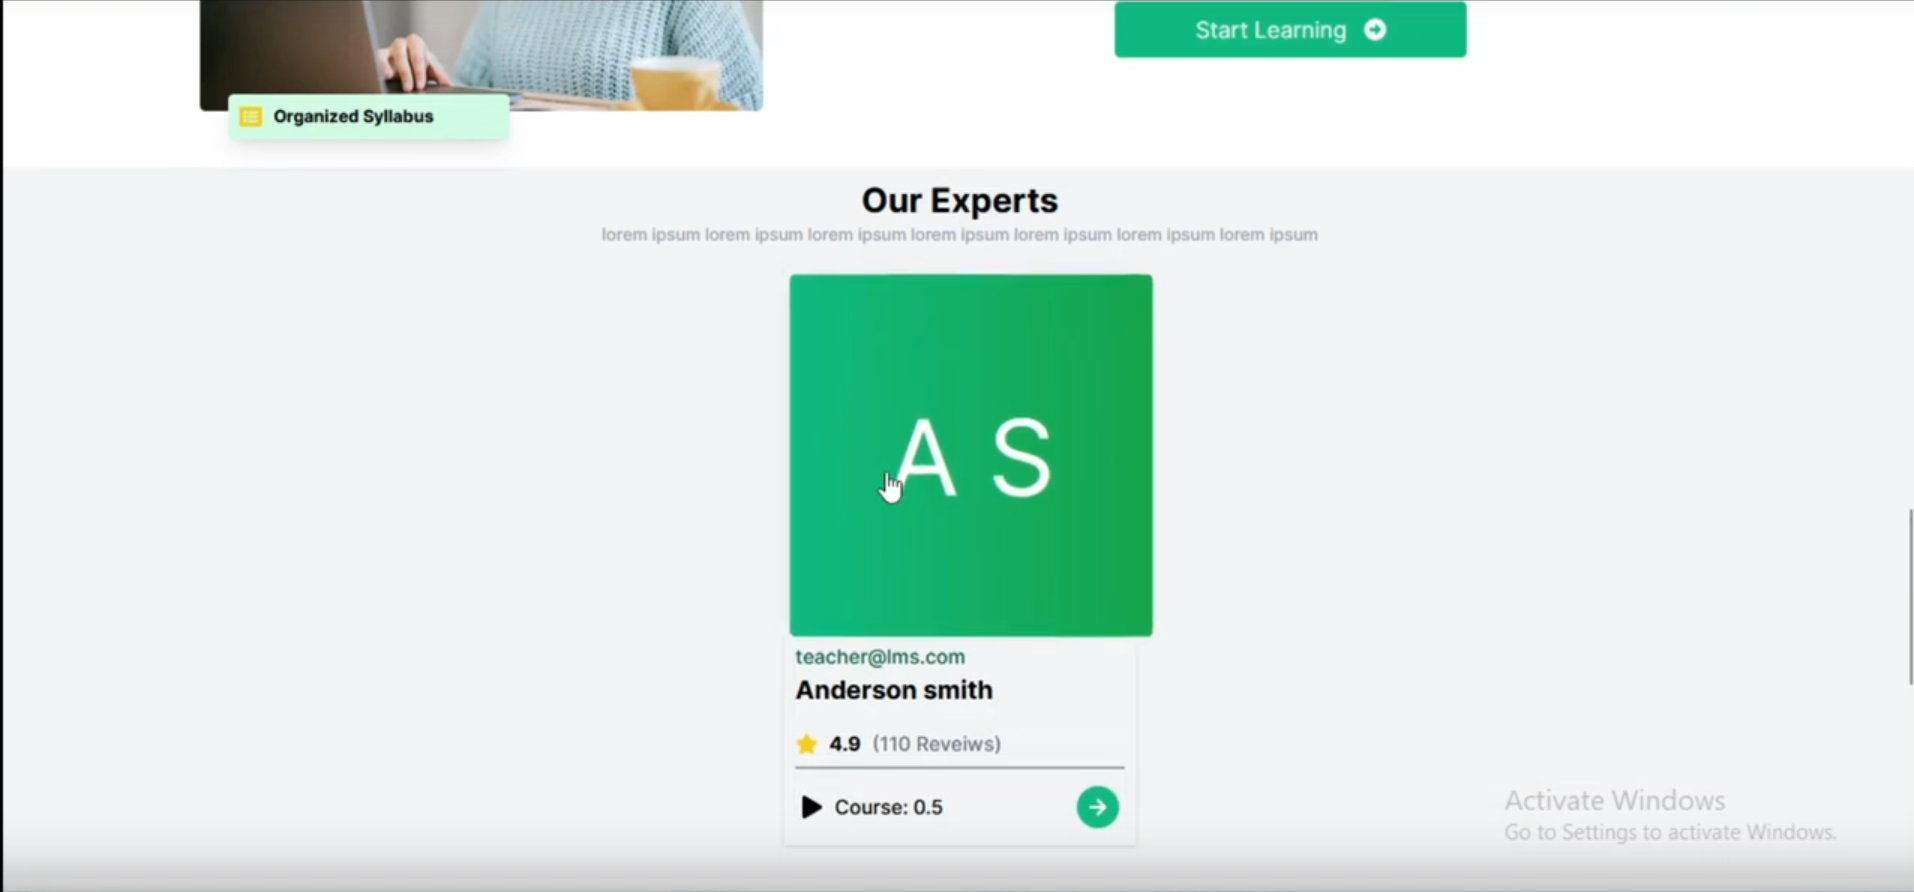 Start Learning
Organized Syllabus
Our Experts
lorem ipsum lorem ipsum lorem ipsum lorem ipsum lorem ipsum lorem ipsum lorem ipsum
A S
teacher@lms.com
Anderson smith
4.9 (110 Reveiws)
Course: 0.5
Activate Windows
Go to Settings to activate Windows.